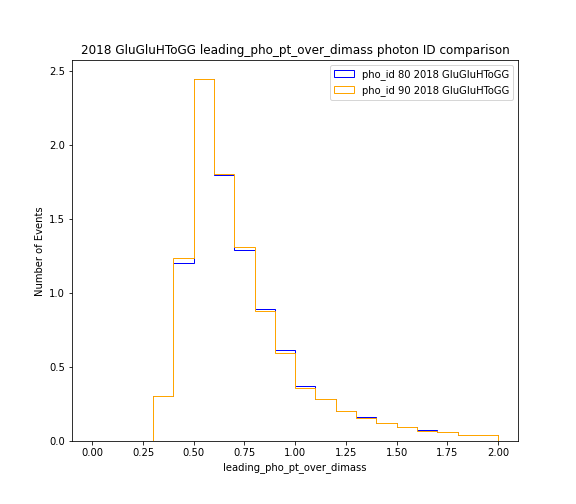 2018 GluGluHToGG leading_pho_pt_over_dimass photon ID comparison
pho_id 80 2018 GluGluHToGG
pho_id 90 2018 GluGluHToGG
Number of Events
2.5
2.0
1.5
1.0
0.5
0.0
0.00 0.25 0.50 0.75 1.00 1.25 1.50 1.75 2.00
leading_pho_pt_over_dimass